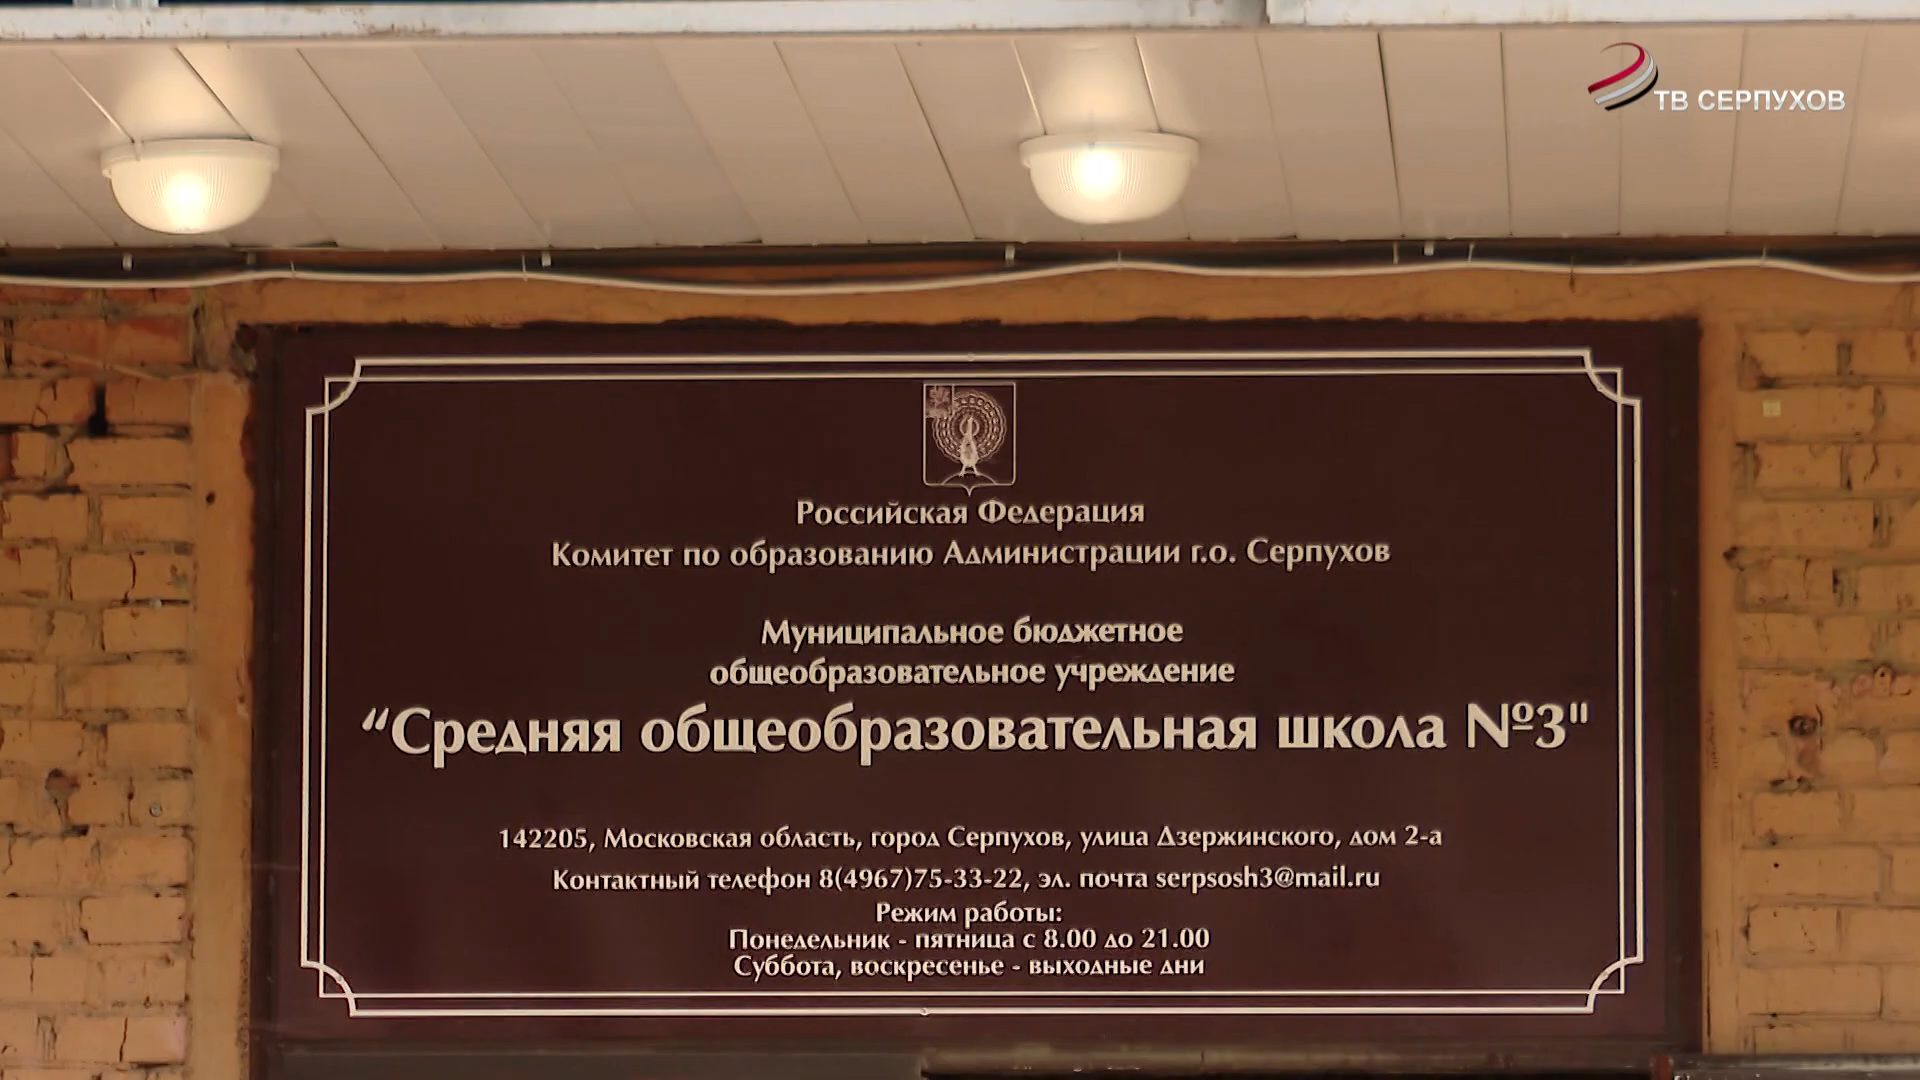 ТВ СЕРПУХОВ
Российская Федерация
Комитет по образованию Администрации г.о. Серпухов
Муниципальное бюджетное
общеобразовательное учреждение
“Средняя общеобразовательная школа №3"
142205, Московская область, город Серпухов, улица Дзержинского, дом 2-а
Контактный телефон 8(4967)75-33-22, эл. почта serpsosh3@mail.ru
Режим работы:
Понедельник - пятница с 8.00 до 21.00
Суббота, воскресенье - выходные дни